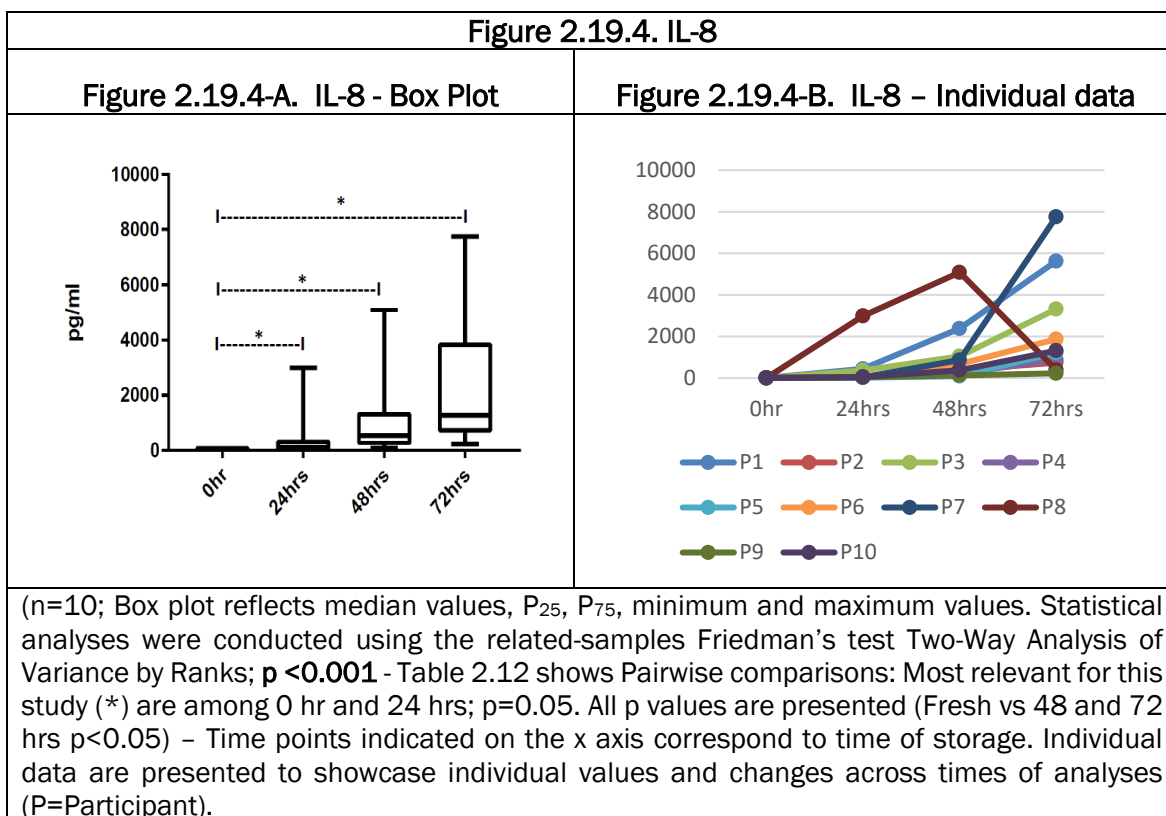 Figure 2.19.4. IL-8
Figure 2.19.4-A. IL-8 - Box Plot
Figure 2.19.4-B. IL-8 – Individual data
pg/ml
10000
8000
6000
4000
2000
0
*
*
*
0hr
24hrs
48hrs
72hrs
10000
8000
6000
4000
2000
0
0hr 24hrs 48hrs 72hrs
P1 P2 P3 P4
P5 P6 P7 P8
P9 P10
(n=10; Box plot reflects median values, P25, P75, minimum and maximum values. Statistical
analyses were conducted using the related-samples Friedman’s test Two-Way Analysis of
Variance by Ranks; p <0.001 - Table 2.12 shows Pairwise comparisons: Most relevant for this
study (*) are among 0 hr and 24 hrs; p=0.05. All p values are presented (Fresh vs 48 and 72
hrs p<0.05) – Time points indicated on the x axis correspond to time of storage. Individual
data are presented to showcase individual values and changes across times of analyses
(P=Participant).